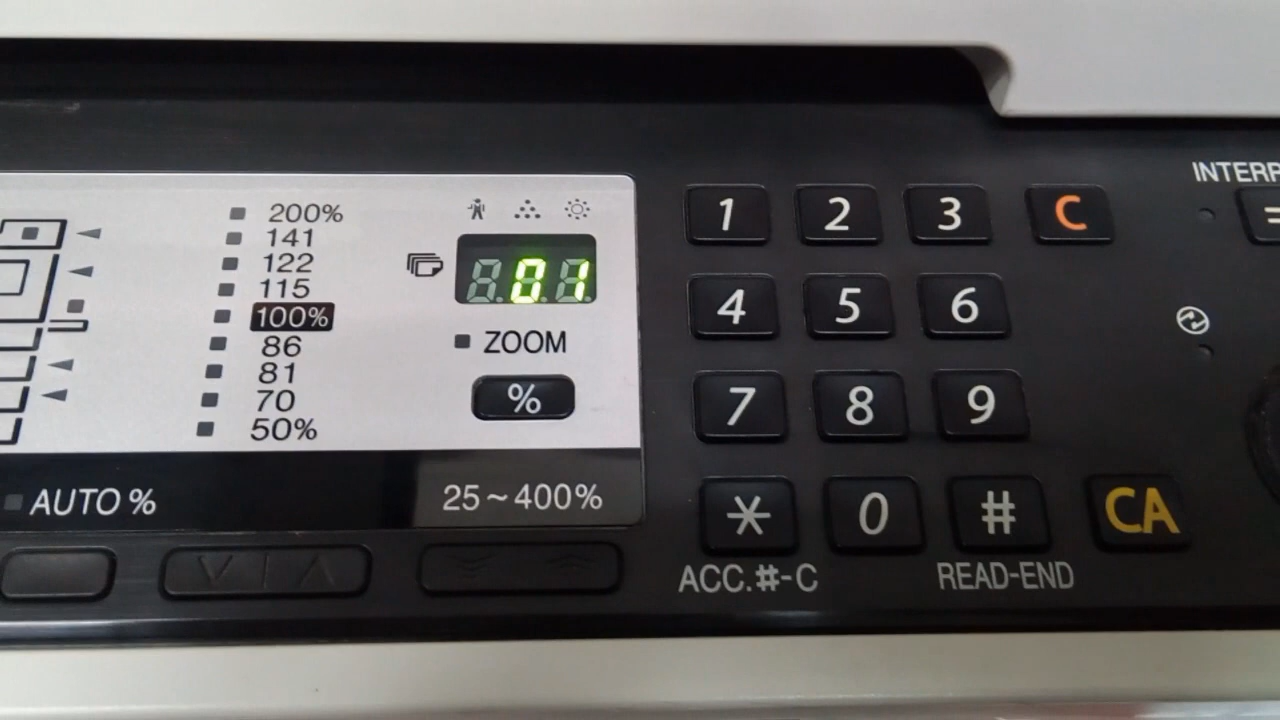 200%
141
122
115
100%
86
81
70
50%
AUTO %
01
ZOOM
%
25~400%
1 2 3 C
4 5 6
7 8 9
* 0 # CA
ACC.#-C READ-END